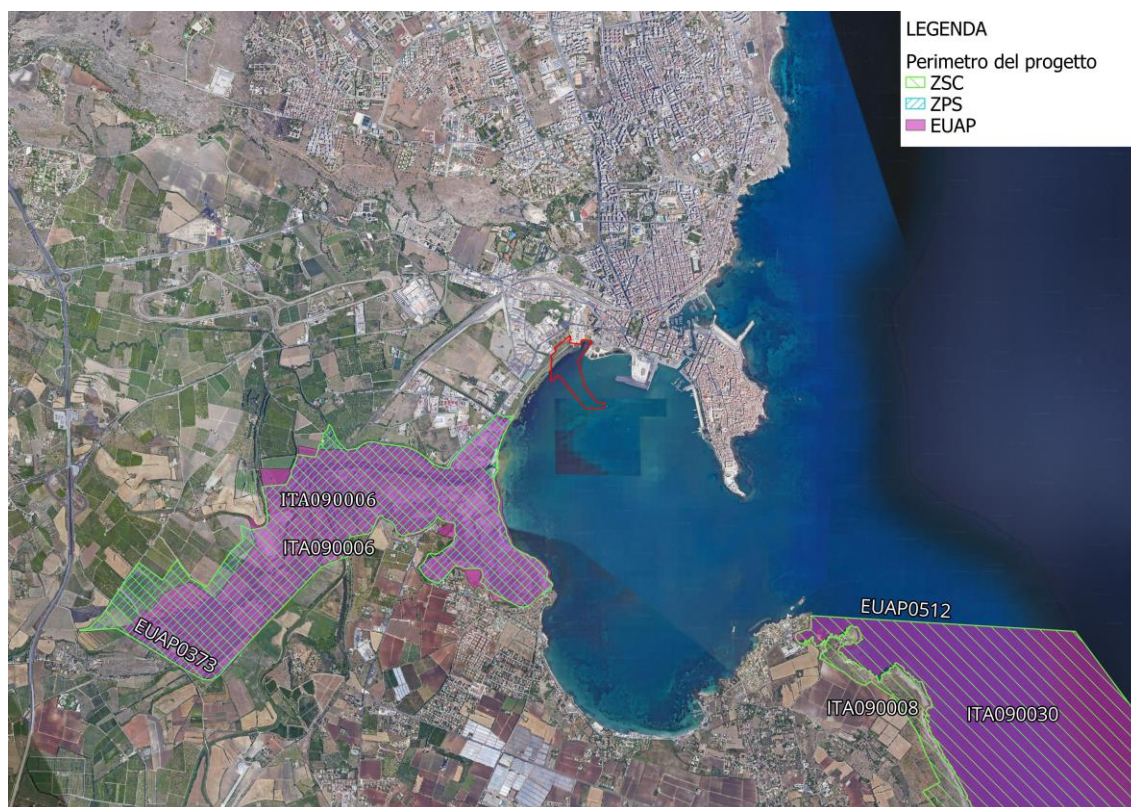 LEGENDA
Perimetro del progetto
ZSC
ZPS
EUAP
ITA090006
ITA090006
EUAP0373
EUAP0512
ITA090008
ITA090030